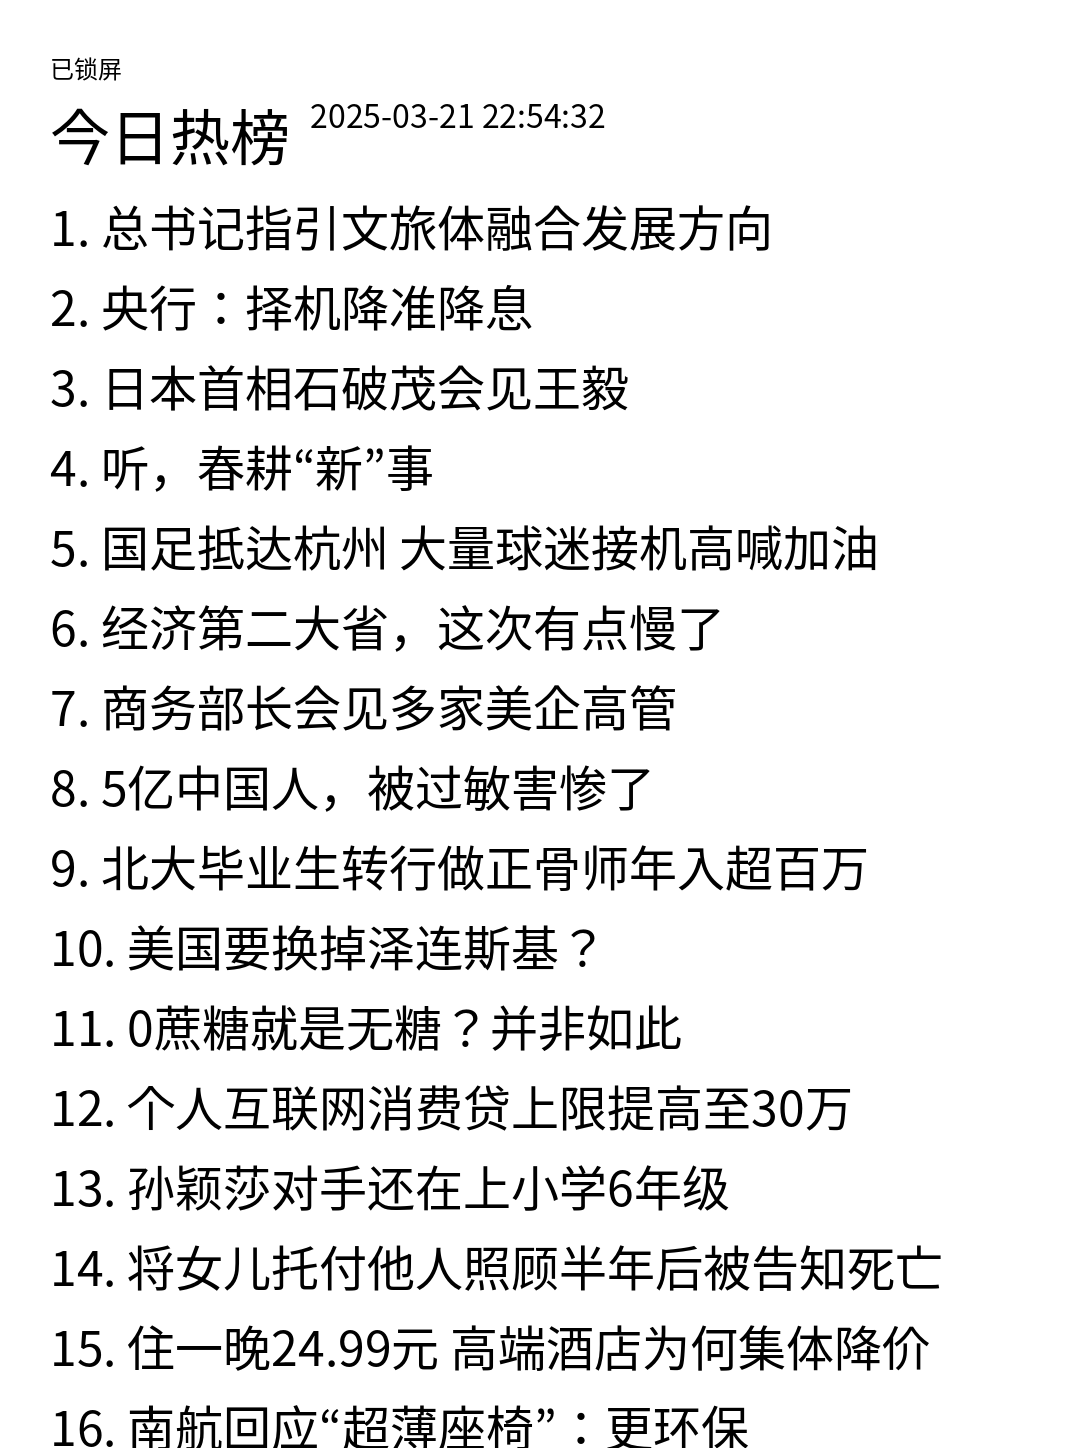 已锁屏
今日热榜 2025-03-21 22:54:32
1. 总书记指引文旅体融合发展方向
2. 央行：择机降准降息
3. 日本首相石破茂会见王毅
4. 听，春耕“新”事
5. 国足抵达杭州 大量球迷接机高喊加油
6. 经济第二大省，这次有点慢了
7. 商务部长会见多家美企高管
8. 5亿中国人，被过敏害惨了
9. 北大毕业生转行做正骨师年入超百万
10. 美国要换掉泽连斯基？
11. 0蔗糖就是无糖？并非如此
12. 个人互联网消费贷上限提高至30万
13. 孙颖莎对手还在上小学6年级
14. 将女儿托付他人照顾半年后被告知死亡
15. 住一晚24.99元 高端酒店为何集体降价
16. 南航回应“超薄座椅”：更环保